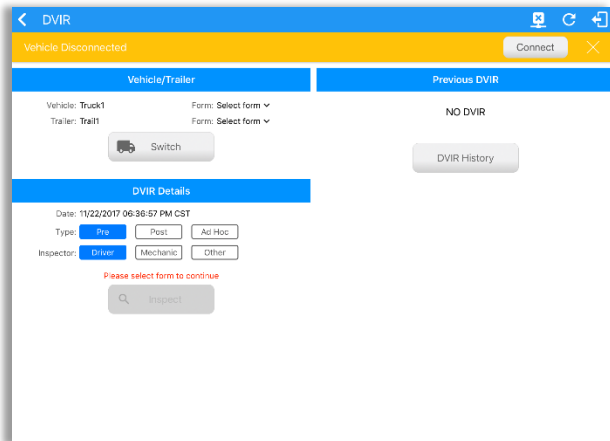 DVIR
Vehicle Disconnected
Connect
Vehicle/Trailer
Vehicle: Truck1 Form: Select form
Trailer: Trail1 Form: Select form
Switch
DVIR Details
Date: 11/22/2017 06:36:57 PM CST
Type: Pre Post Ad Hoc
Inspector: Driver Mechanic Other
Please select form to continue
Inspect
Previous DVIR
NO DVIR
DVIR History